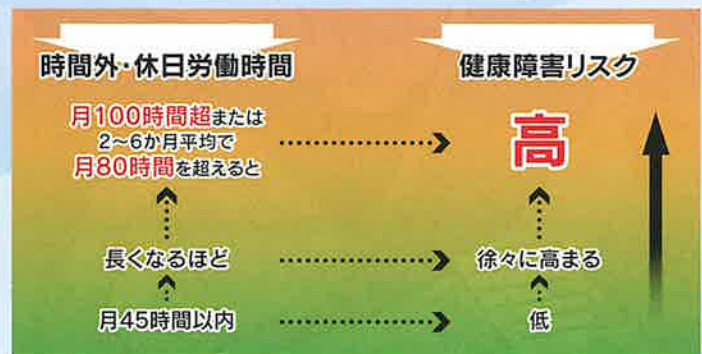 時間外・休日労働時間
健康障害リスク
月100時間超または
2〜6か月平均で
月80時間を超えると
高
長くなるほど
徐々に高まる
月45時間以内
低